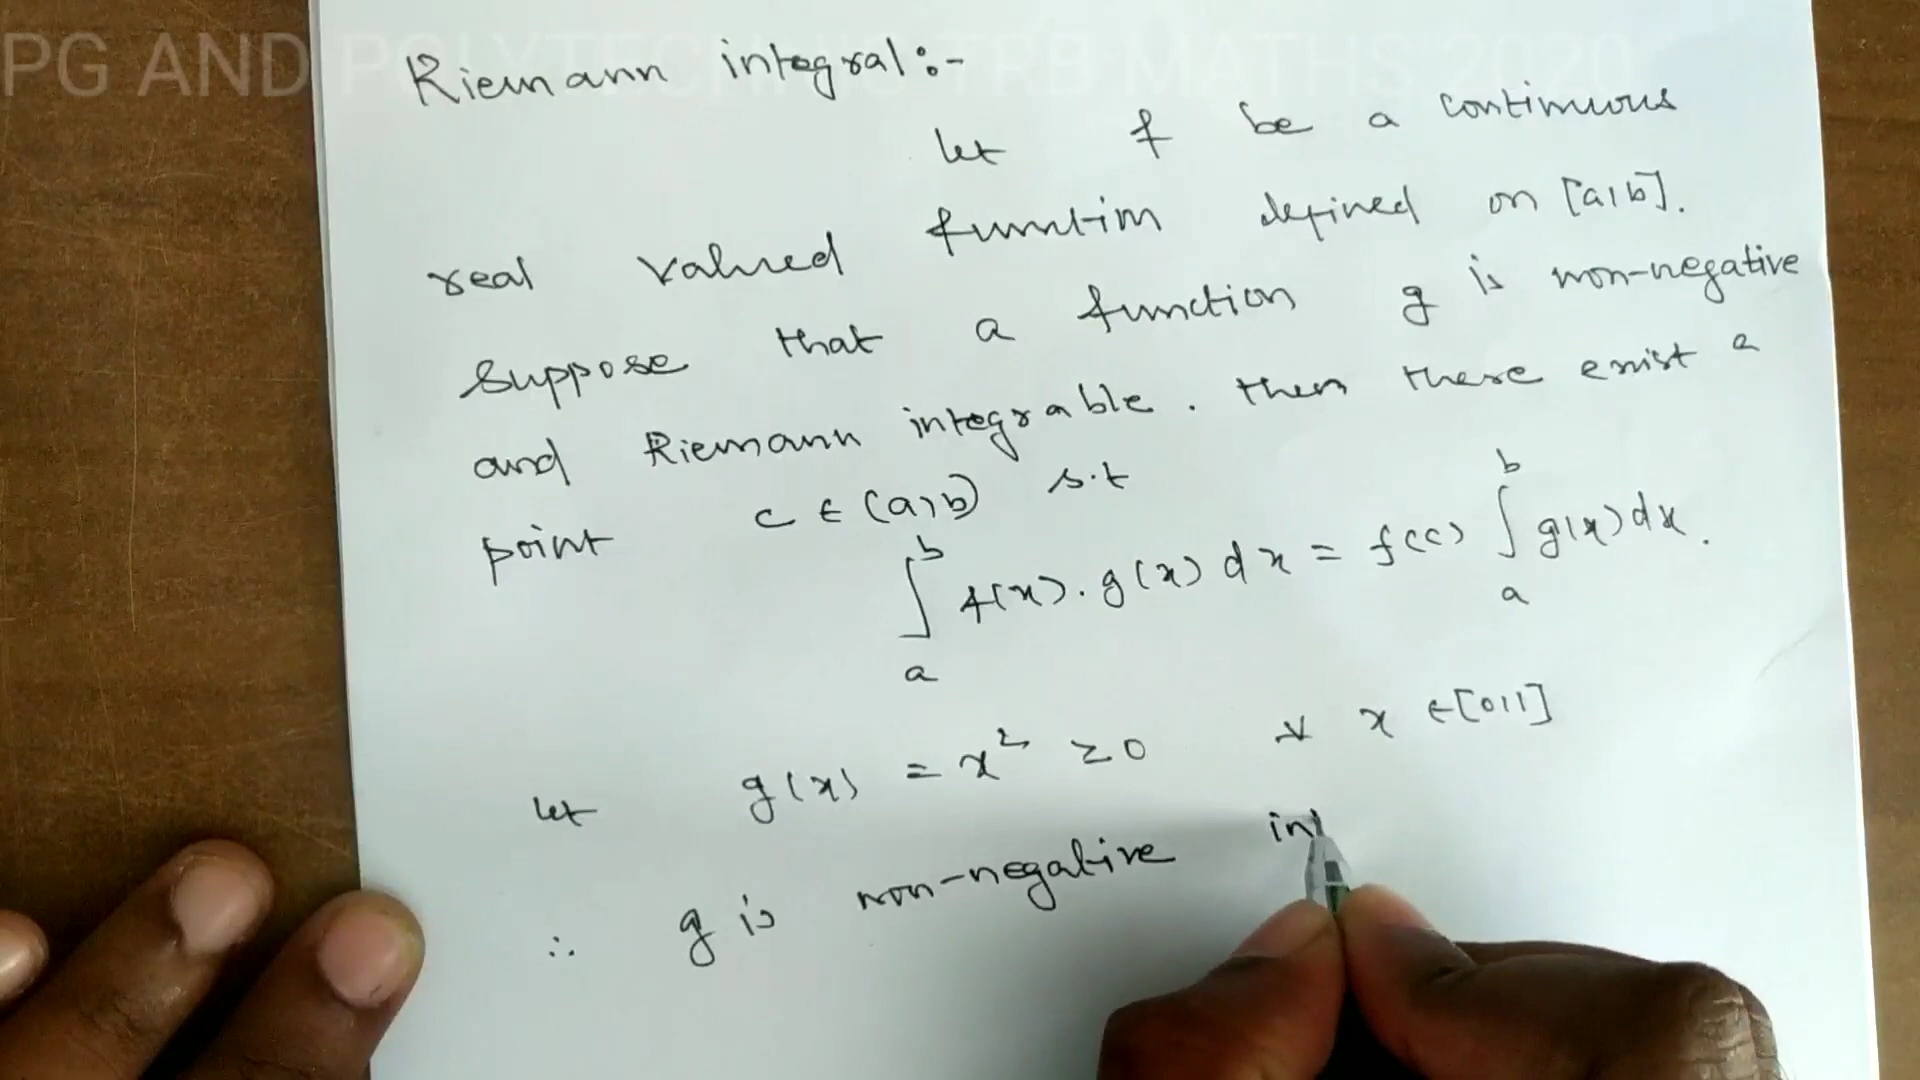 PG AND POLYTECHNIC TRB MATHS 2020
Riemann integral:-
let f be a continuous
real valued function defined on [a,b].
suppose that a function g is non-negative
and Riemann integrable. then there exist a
point c ∈ (a,b) s.t
∫_a^b f(x).g(x)dx = f(c) ∫_a^b g(x)dx.
let g(x) = x² ≥0 ∀ x ∈[0,1]
∴ g is non-negative int